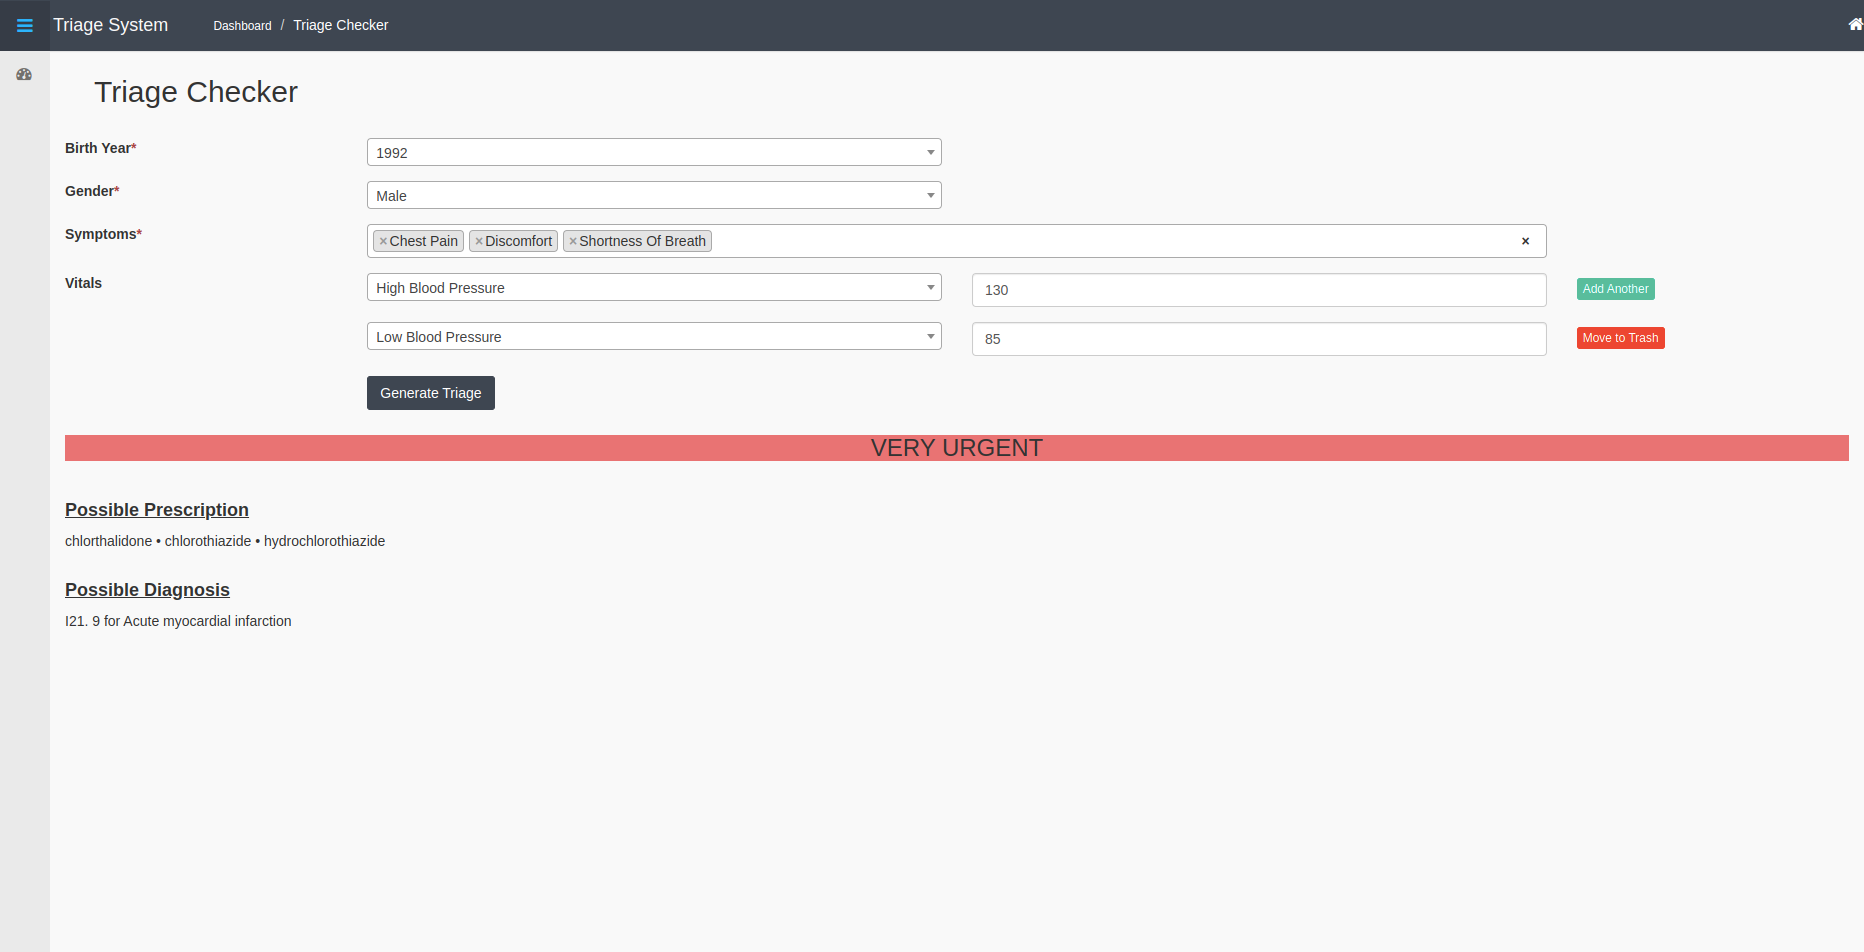 Triage System Dashboard / Triage Checker
Triage Checker
Birth Year* 1992
Gender* Male
Symptoms* ×Chest Pain ×Discomfort ×Shortness Of Breath ×
Vitals High Blood Pressure 130 Add Another
Low Blood Pressure 85 Move to Trash
Generate Triage
VERY URGENT
Possible Prescription
chlorthalidone • chlorothiazide • hydrochlorothiazide
Possible Diagnosis
I21. 9 for Acute myocardial infarction